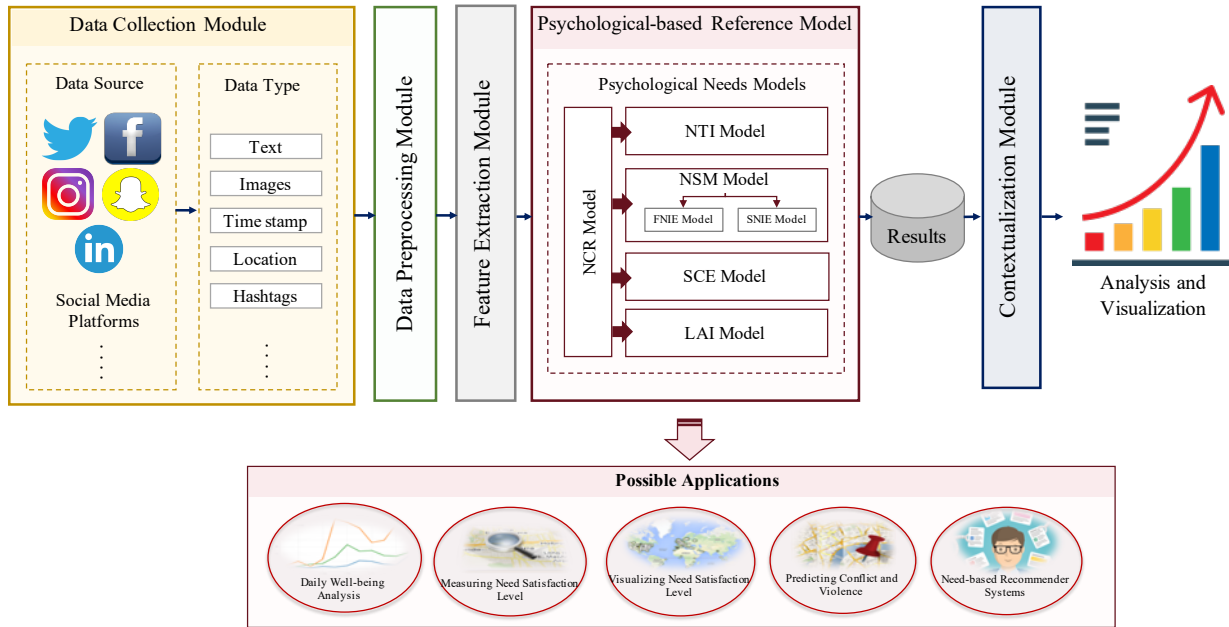 Data Collection Module
Data Source
Social Media
Platforms
Data Type
Text
Images
Time stamp
Location
Hashtags
Data Preprocessing Module
Feature Extraction Module
Psychological-based Reference Model
Psychological Needs Models
NCR Model
NTI Model
NSM Model
FNIE Model
SNIE Model
SCE Model
LAI Model
Results
Contextualization Module
Analysis and
Visualization
Possible Applications
Daily Well-being
Analysis
Measuring Need Satisfaction
Level
Visualizing Need Satisfaction
Level
Predicting Conflict and
Violence
Need-based Recommender
Systems